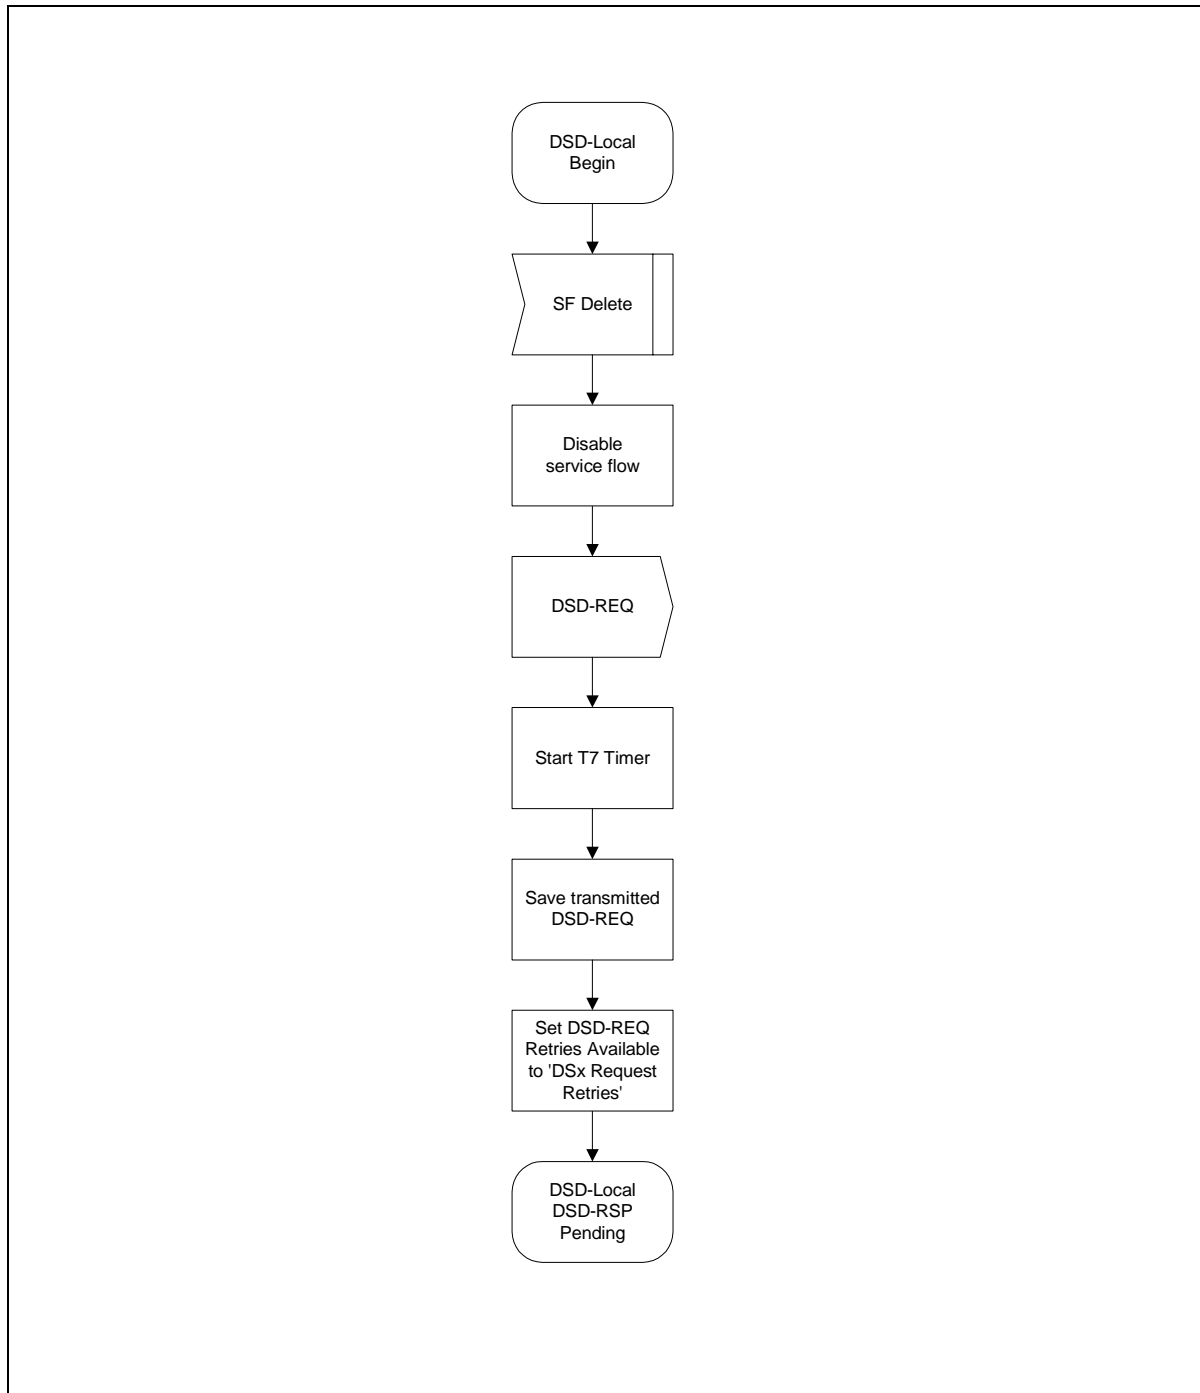 DSD-Local
Begin
SF Delete
Disable
service flow
DSD-REQ
Start T7 Timer
Save transmitted
DSD-REQ
Set DSD-REQ
Retries Available
to 'DSx Request
Retries'
DSD-Local
DSD-RSP
Pending